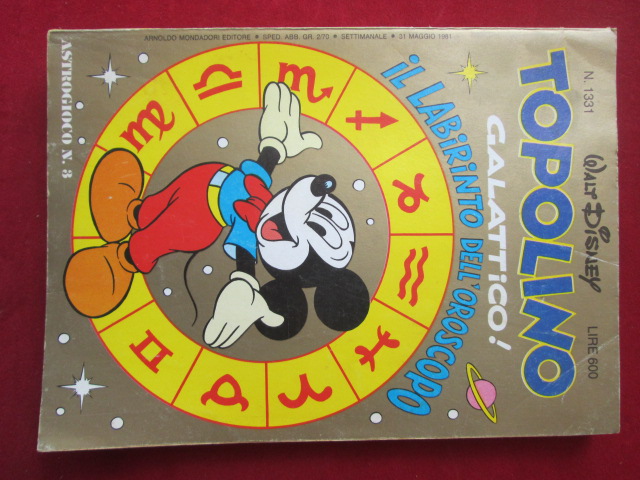 N. 1331
WALT DISNEY
LIRE 600
TOPOLINO
GALATTICO!
IL LABIRINTO DELL'OROSCOPO
ARNOLDO MONDADORI EDITORE • SPED. ABB. GR. 2/70 • SETTIMANALE • 31 MAGGIO 1981
ASTROGIOCO N. 3